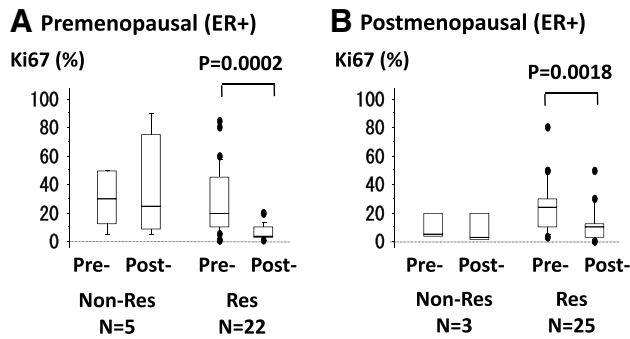 A Premenopausal (ER+)
Ki67 (%)
P=0.0002
100
80
60
40
20
0
Pre- Post- Pre- Post-
Non-Res Res
N=5 N=22
B Postmenopausal (ER+)
Ki67 (%)
P=0.0018
100
80
60
40
20
0
Pre- Post- Pre- Post-
Non-Res Res
N=3 N=25